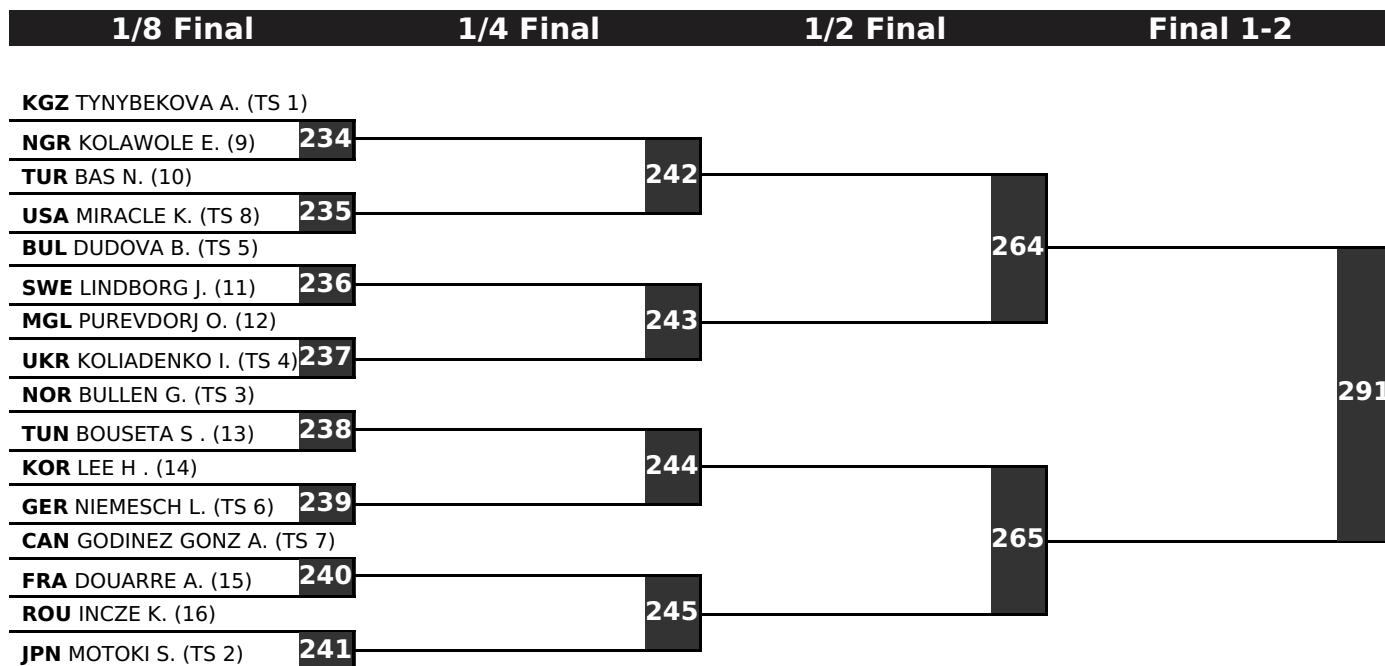 1/8 Final 1/4 Final 1/2 Final Final 1-2
KGZ TYNYBEKOVA A. (TS 1)
NGR KOLAWOLE E. (9) 234
242
TUR BAS N. (10)
USA MIRACLE K. (TS 8) 235
264
BUL DUDOVA B. (TS 5)
SWE LINDBORG J. (11) 236
243
MGL PUREVDORJ O. (12)
UKR KOLIADENKO I. (TS 4) 237
291
NOR BULLEN G. (TS 3)
TUN BOUSETA S . (13) 238
244
KOR LEE H . (14)
GER NIEMESCH L. (TS 6) 239
265
CAN GODINEZ GONZ A. (TS 7)
FRA DOUARRE A. (15) 240
245
ROU INCZE K. (16)
JPN MOTOKI S. (TS 2) 241